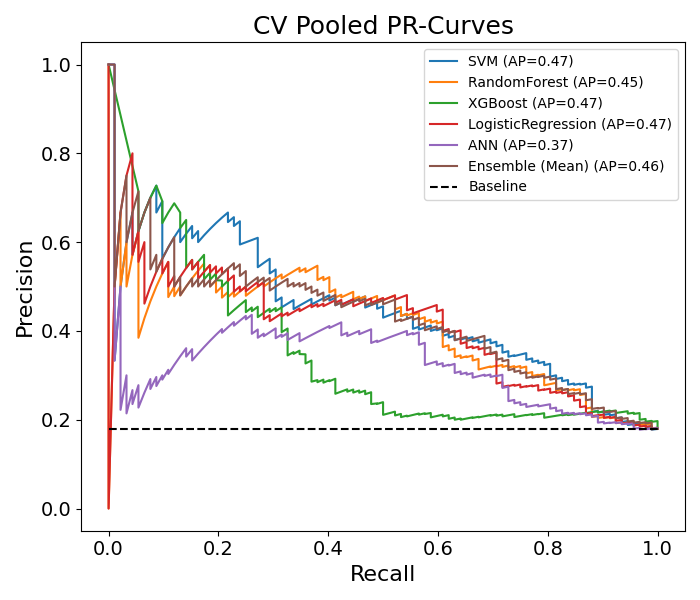 CV Pooled PR-Curves
SVM (AP=0.47)
RandomForest (AP=0.45)
XGBoost (AP=0.47)
LogisticRegression (AP=0.47)
ANN (AP=0.37)
Ensemble (Mean) (AP=0.46)
Baseline
Precision
1.0
0.8
0.6
0.4
0.2
0.0
0.0 0.2 0.4 0.6 0.8 1.0
Recall